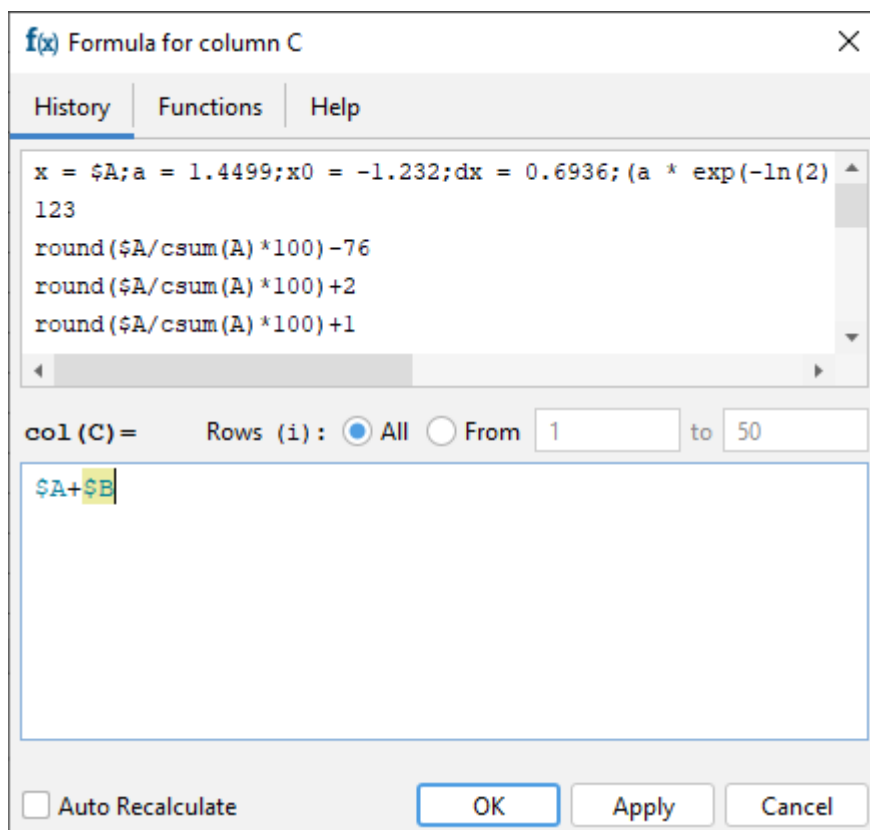 f(x) Formula for column C
History Functions Help
x = $A;a = 1.4499;x0 = -1.232;dx = 0.6936;(a * exp(-ln(2)
123
round($A/csum(A)*100)-76
round($A/csum(A)*100)+2
round($A/csum(A)*100)+1
col(C)= Rows (i): All From 1 to 50
$A+$B
Auto Recalculate OK Apply Cancel